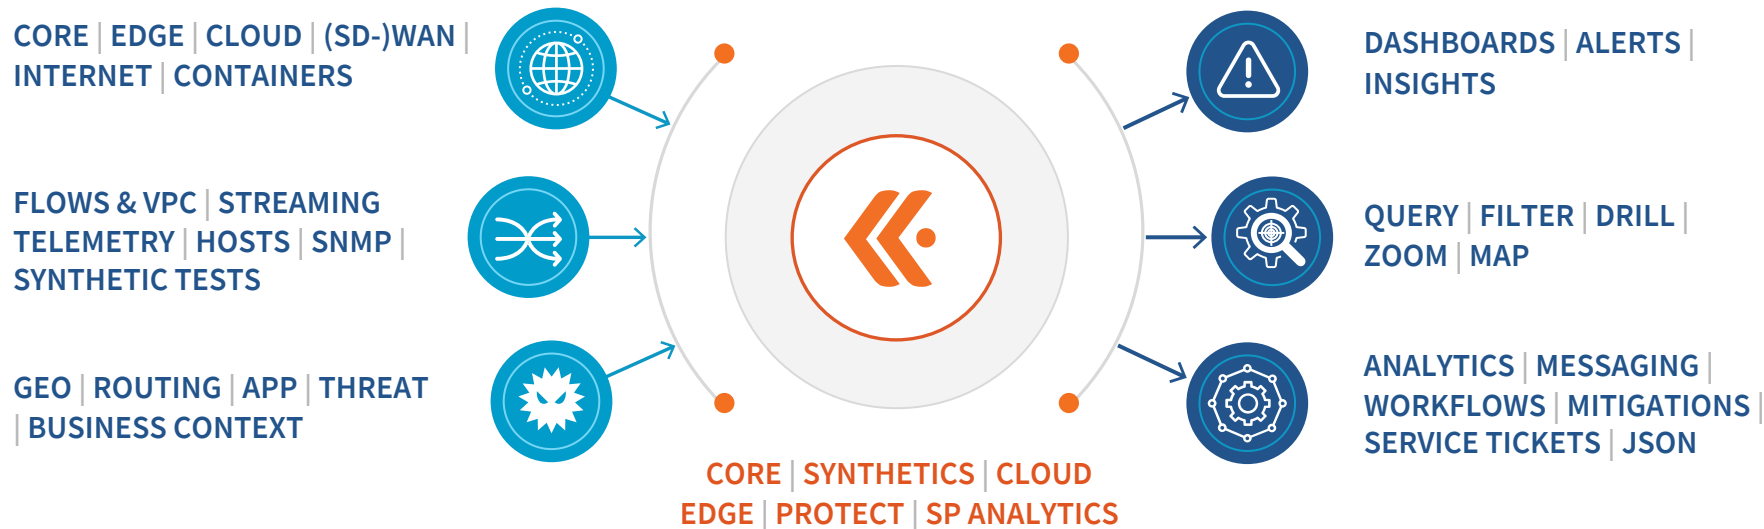 CORE | EDGE | CLOUD | (SD-)WAN |
INTERNET | CONTAINERS
FLOWS & VPC | STREAMING
TELEMETRY | HOSTS | SNMP |
SYNTHETIC TESTS
GEO | ROUTING | APP | THREAT
| BUSINESS CONTEXT
CORE | SYNTHETICS | CLOUD
EDGE | PROTECT | SP ANALYTICS
DASHBOARDS | ALERTS |
INSIGHTS
QUERY | FILTER | DRILL |
ZOOM | MAP
ANALYTICS | MESSAGING |
WORKFLOWS | MITIGATIONS |
SERVICE TICKETS | JSON